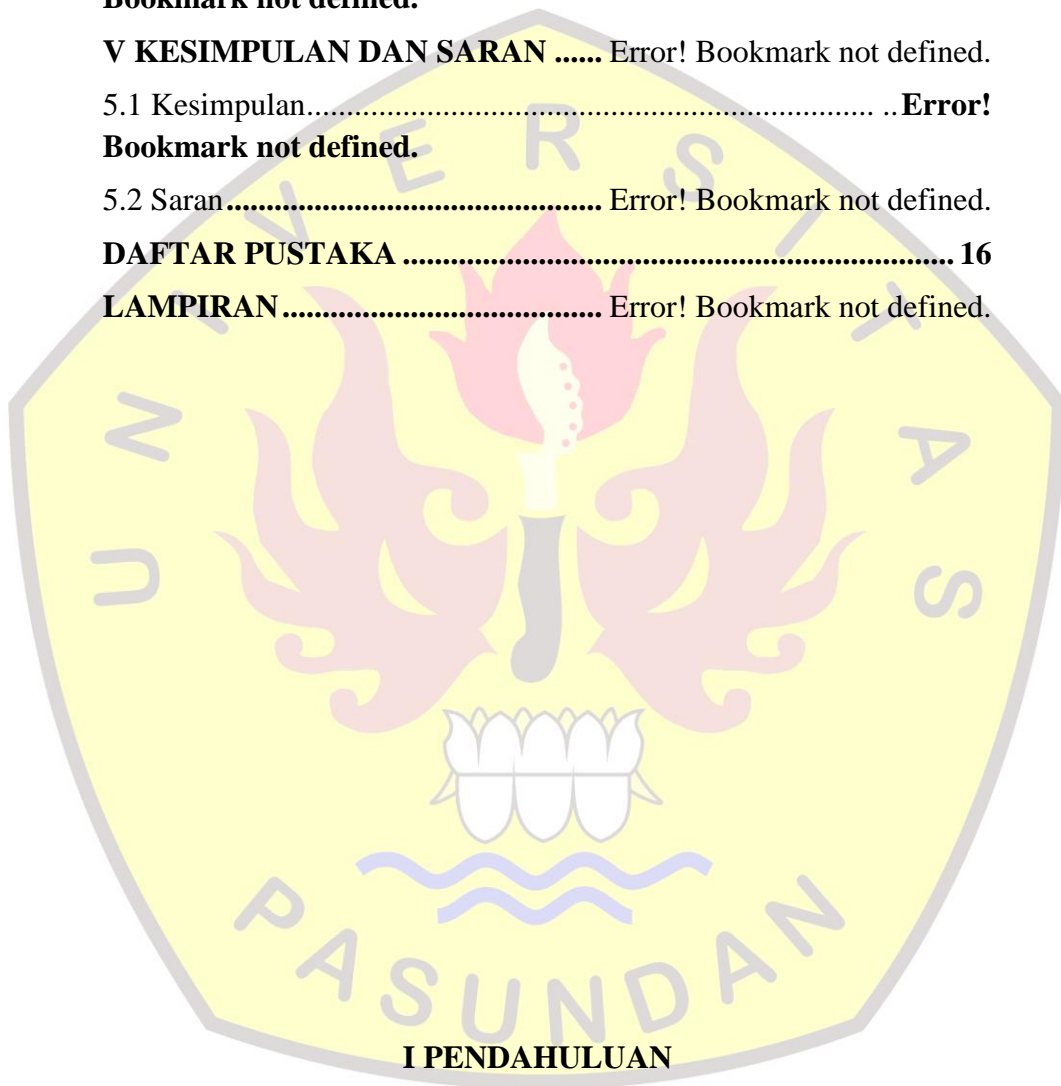 Bookmark not defined.
V KESIMPULAN DAN SARAN ...... Error! Bookmark not defined.
5.1 Kesimpulan...................................................................... ..Error!
Bookmark not defined.
5.2 Saran............................................... Error! Bookmark not defined.
DAFTAR PUSTAKA ..................................................................... 16
LAMPIRAN........................................ Error! Bookmark not defined.
UNIVERSITAS
PASUNDAN
I PENDAHULUAN